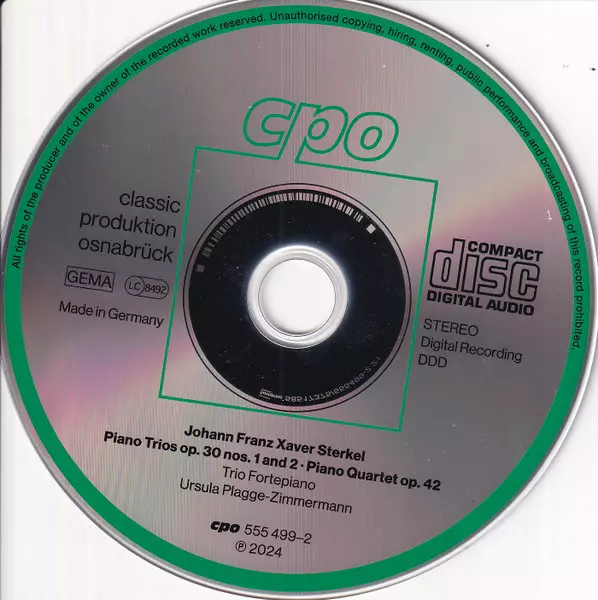 All rights of the producer and of the owner of the recorded work reserved. Unauthorised copying, hiring, renting, public performance and broadcasting of this record prohibited.
cpo
classic
produktion
osnabrück
GEMA LC 8492
Made in Germany
COMPACT
disc
DIGITAL AUDIO
STEREO
Digital Recording
DDD
Johann Franz Xaver Sterkel
Piano Trios op. 30 nos. 1 and 2 · Piano Quartet op. 42
Trio Fortepiano
Ursula Plagge-Zimmermann
cpo 555 499–2
℗ 2024